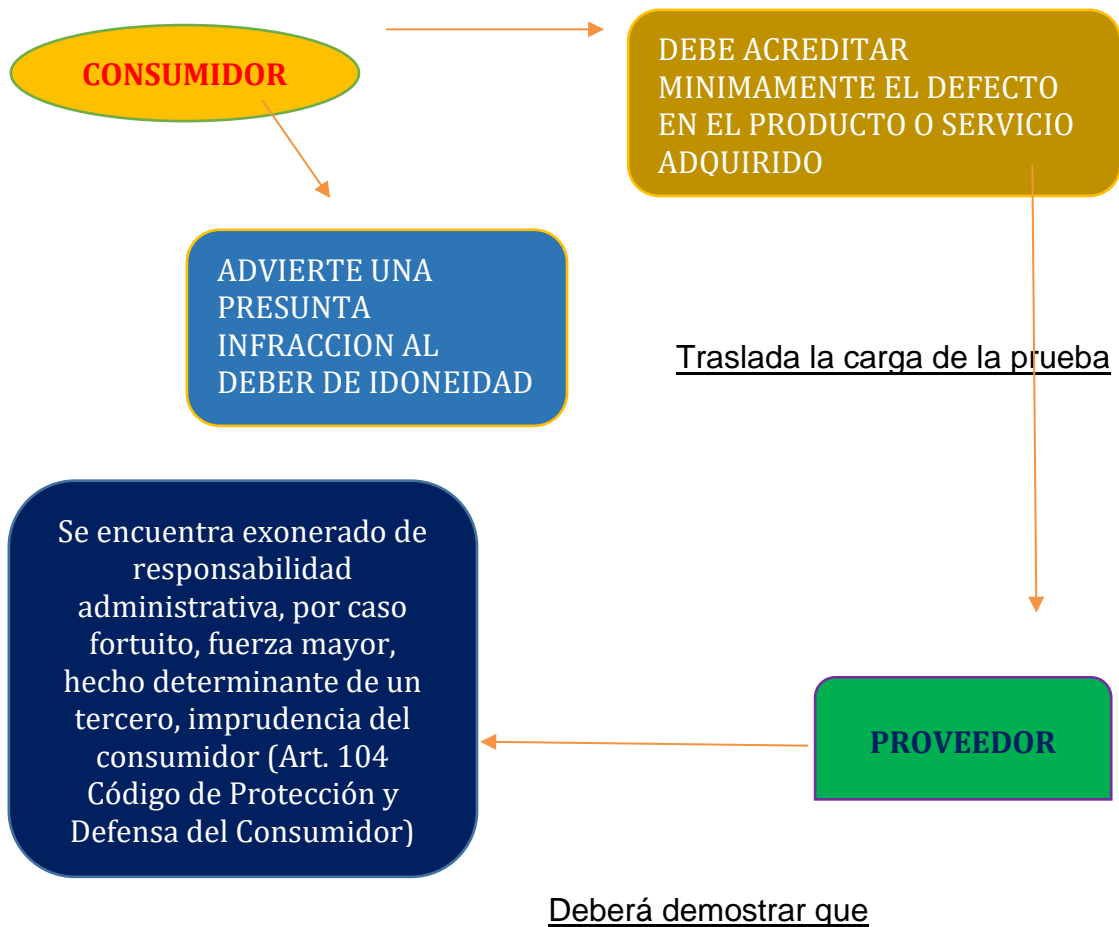 CONSUMIDOR
DEBE ACREDITAR
MINIMAMENTE EL DEFECTO
EN EL PRODUCTO O SERVICIO
ADQUIRIDO
ADVIERTE UNA
PRESUNTA
INFRACCION AL
DEBER DE IDONEIDAD
Traslada la carga de la prueba
Se encuentra exonerado de
responsabilidad
administrativa, por caso
fortuito, fuerza mayor,
hecho determinante de un
tercero, imprudencia del
consumidor (Art. 104
Código de Protección y
Defensa del Consumidor)
PROVEEDOR
Deberá demostrar que